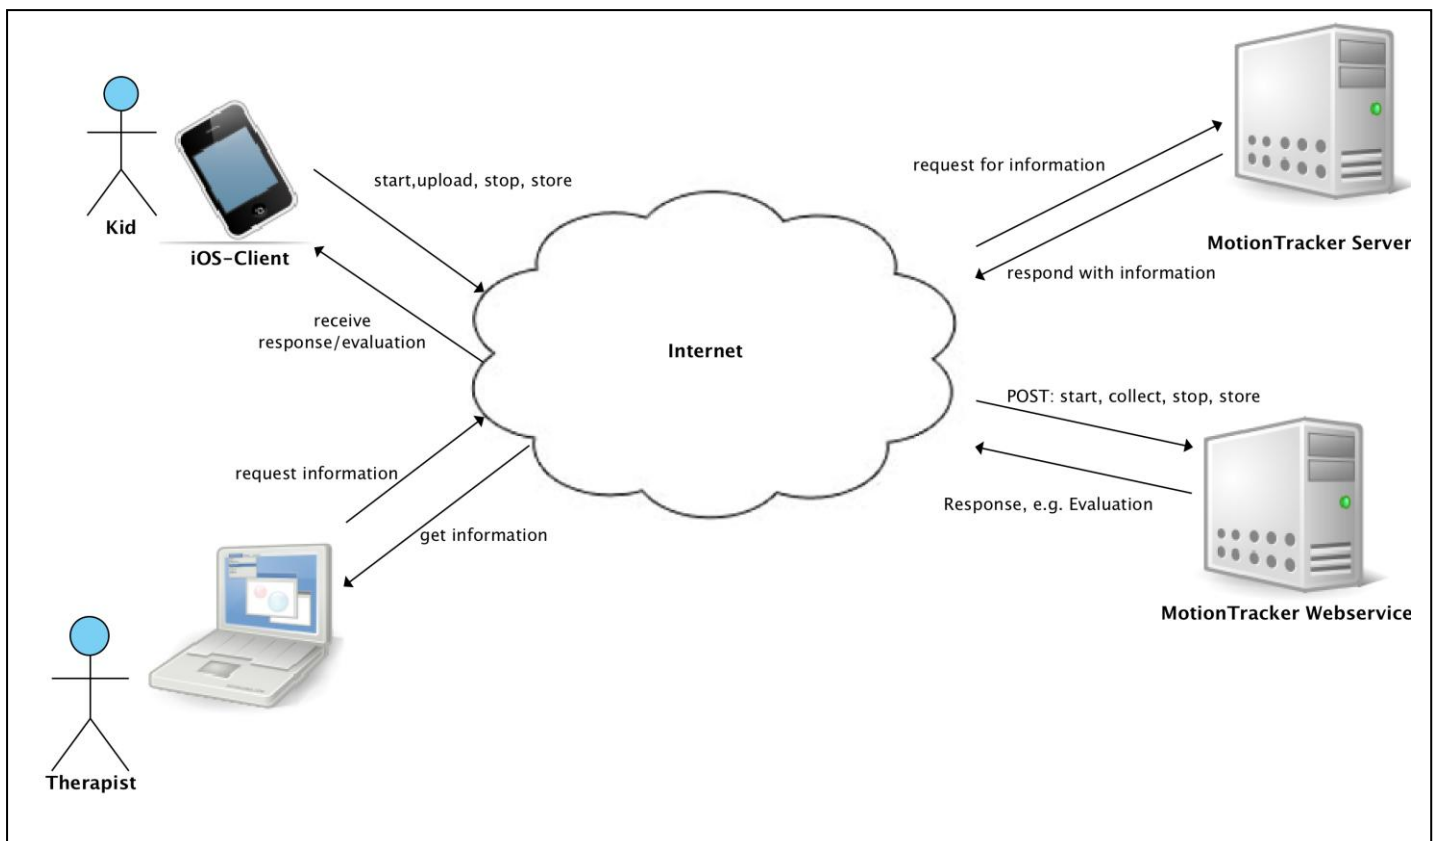 Kid
iOS-Client
start,upload, stop, store
receive
response/evaluation
request for information
respond with information
MotionTracker Server
Internet
POST: start, collect, stop, store
Response, e.g. Evaluation
MotionTracker Webservice
request information
get information
Therapist